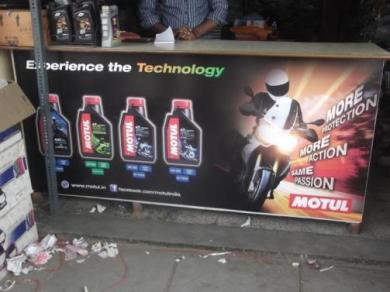 Experience the Technology
MORE
PROTECTION
MORE
ACTION
SAME
PASSION
MOTUL
MOTUL
MOTUL
MOTUL
MOTUL
www.motul.in
facebook.com/motulindia